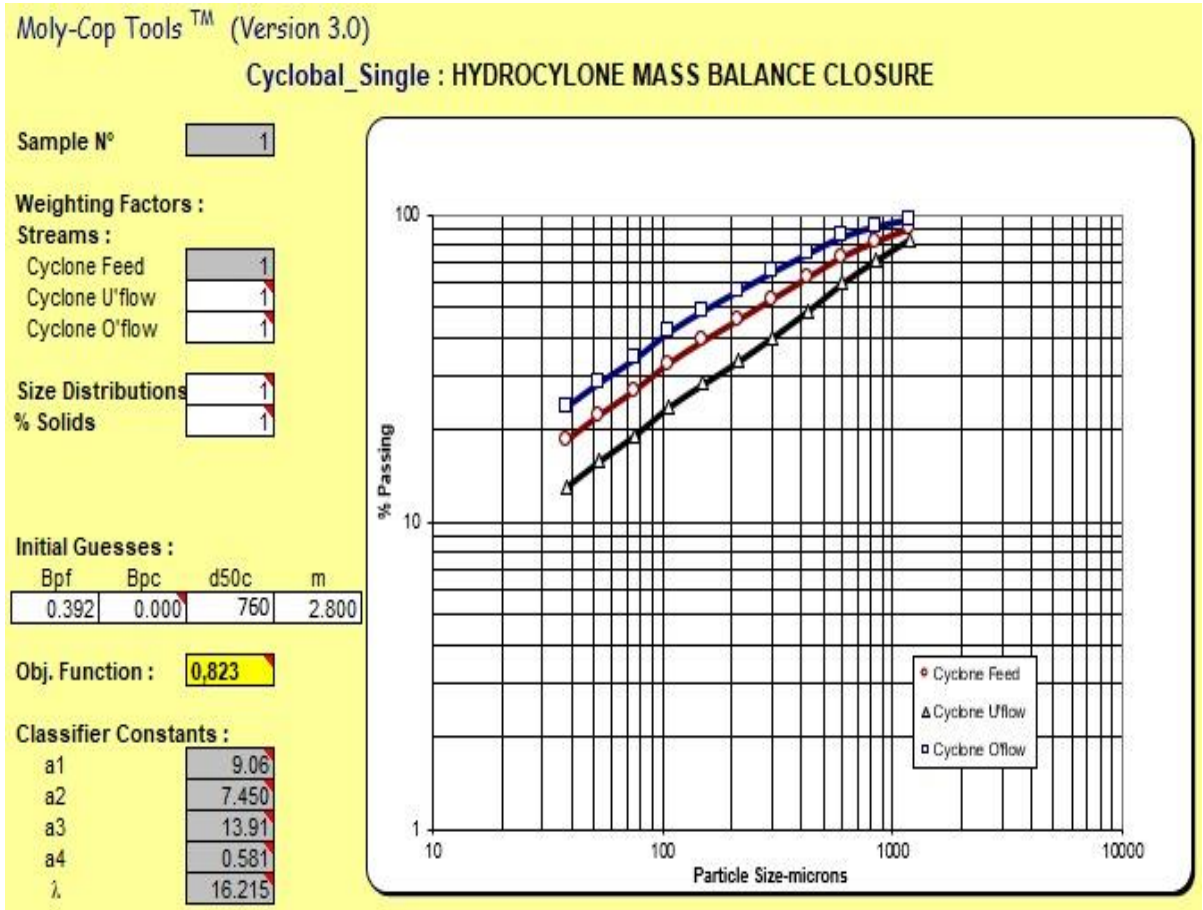 Moly-Cop Tools ™ (Version 3.0)
Cyclobal_Single : HYDROCYLONE MASS BALANCE CLOSURE
Sample Nº 1
Weighting Factors :
Streams :
Cyclone Feed 1
Cyclone U'flow 1
Cyclone O'flow 1
Size Distributions 1
% Solids 1
Initial Guesses :
Bpf Bpc d50c m
0.392 0.000 760 2.800
Obj. Function : 0,823
Classifier Constants :
a1 9.06
a2 7.450
a3 13.91
a4 0.581
λ 16.215
% Passing
100
10
1
10 100 1000 10000
Particle Size-microns
Cyclone Feed
Cyclone U'flow
Cyclone O'flow